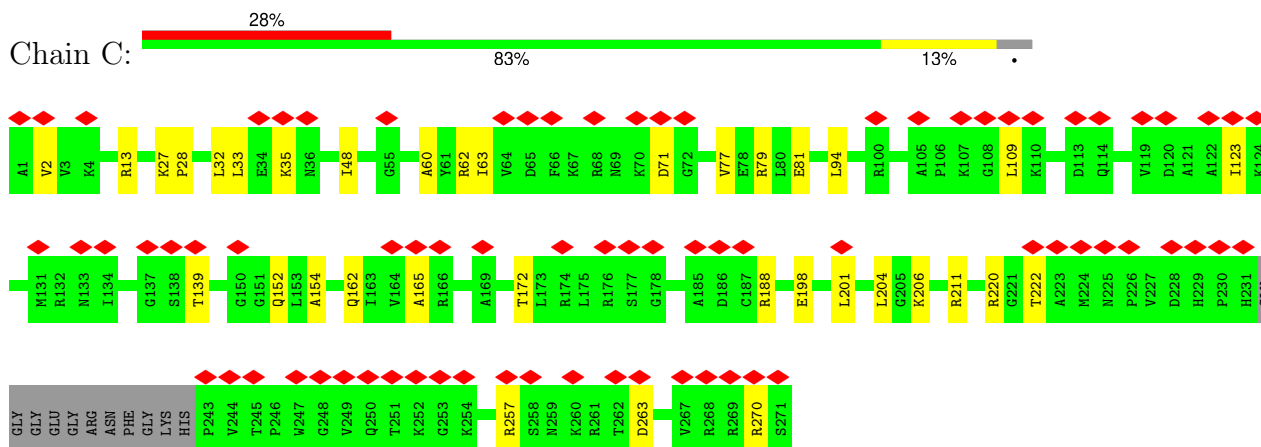 28%
Chain C:
83% 13% •
A1 V2 V3 K4 R13 K27 P28 L32 L33 E34 K35 N36 I48 G55 A60 Y61 R62 I63 V64 D65 F66 K67 R68 N69 K70 D71 G72 V77 E78 R79 L80 E81 L94 R100 A105 P106 K107 G108 L109 K110 D113 Q114 V119 D120 A121 A122 I123 K124
M131 R132 N133 I134 G137 S138 T139 G150 G151 Q152 L153 A154 Q162 I163 V164 A165 R166 A169 T172 L173 R174 L175 R176 S177 G178 A185 D186 C187 R188 E198 L201 L204 G205 K206 R211 R220 G221 T222 A223 M224 N225 P226 V227 D228 H229 P230 H231
GLY GLY GLU GLY ARG ASN PHE GLY LYS HIS P243 V244 T245 P246 W247 G248 V249 Q250 T251 K252 G253 K254 R257 S258 N259 K260 R261 T262 D263 V267 R268 R269 R270 S271